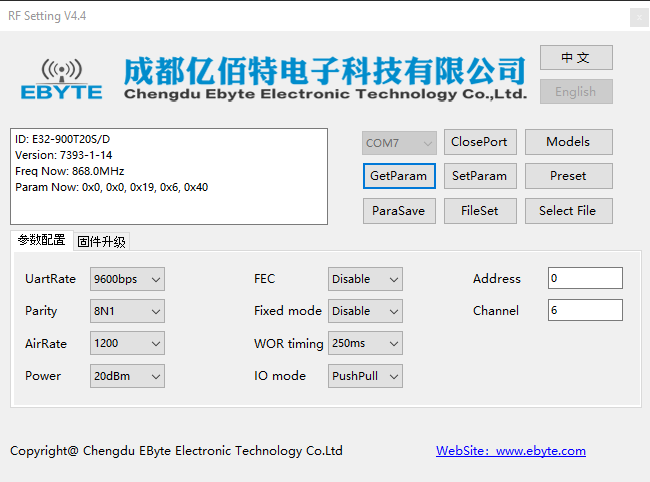 RF Setting V4.4
EBYTE
成都亿佰特电子科技有限公司
Chengdu Ebyte Electronic Technology Co.,Ltd.
中 文
English
ID: E32-900T20S/D
Version: 7393-1-14
Freq Now: 868.0MHz
Param Now: 0x0, 0x0, 0x19, 0x6, 0x40
COM7 ClosePort Models
GetParam SetParam Preset
ParaSave FileSet Select File
参数配置 固件升级
UartRate 9600bps FEC Disable Address 0
Parity 8N1 Fixed mode Disable Channel 6
AirRate 1200 WOR timing 250ms
Power 20dBm IO mode PushPull
Copyright@ Chengdu EByte Electronic Technology Co.Ltd WebSite：www.ebyte.com